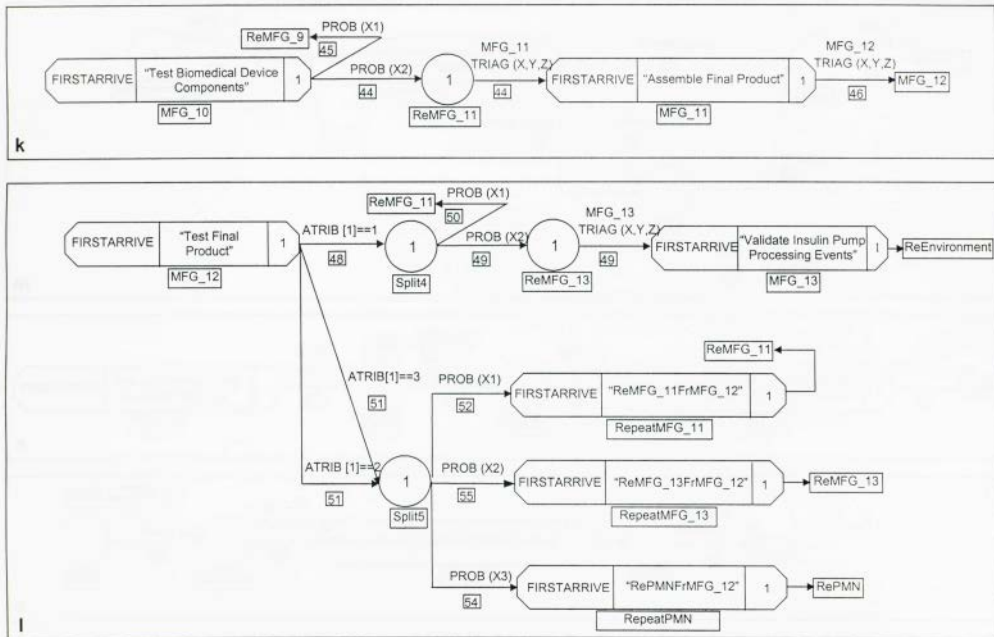 PROB (X1)
ReMFG_9
45
FIRSTARRIVE
"Test Biomedical Device
Components"
1
MFG_10
PROB (X2)
44
1
ReMFG_11
MFG_11
TRIAG (X,Y,Z)
44
FIRSTARRIVE
"Assemble Final Product"
1
MFG_11
MFG_12
TRIAG (X,Y,Z)
46
MFG_12
k
FIRSTARRIVE
"Test Final
Product"
1
MFG_12
ATRIB [1]==1
48
ReMFG_11
PROB (X1)
50
1
Split4
PROB (X2)
49
1
ReMFG_13
MFG_13
TRIAG (X,Y,Z)
49
FIRSTARRIVE
"Validate Insulin Pump
Processing Events"
1
MFG_13
ReEnvironment
ATRIB[1]==3
51
ATRIB [1]==2
51
1
Split5
PROB (X1)
52
FIRSTARRIVE
"ReMFG_11FrMFG_12"
1
RepeatMFG_11
ReMFG_11
PROB (X2)
55
FIRSTARRIVE
"ReMFG_13FrMFG_12"
1
RepeatMFG_13
ReMFG_13
PROB (X3)
54
FIRSTARRIVE
"RePMNFrMFG_12"
1
RepeatPMN
RePMN
l